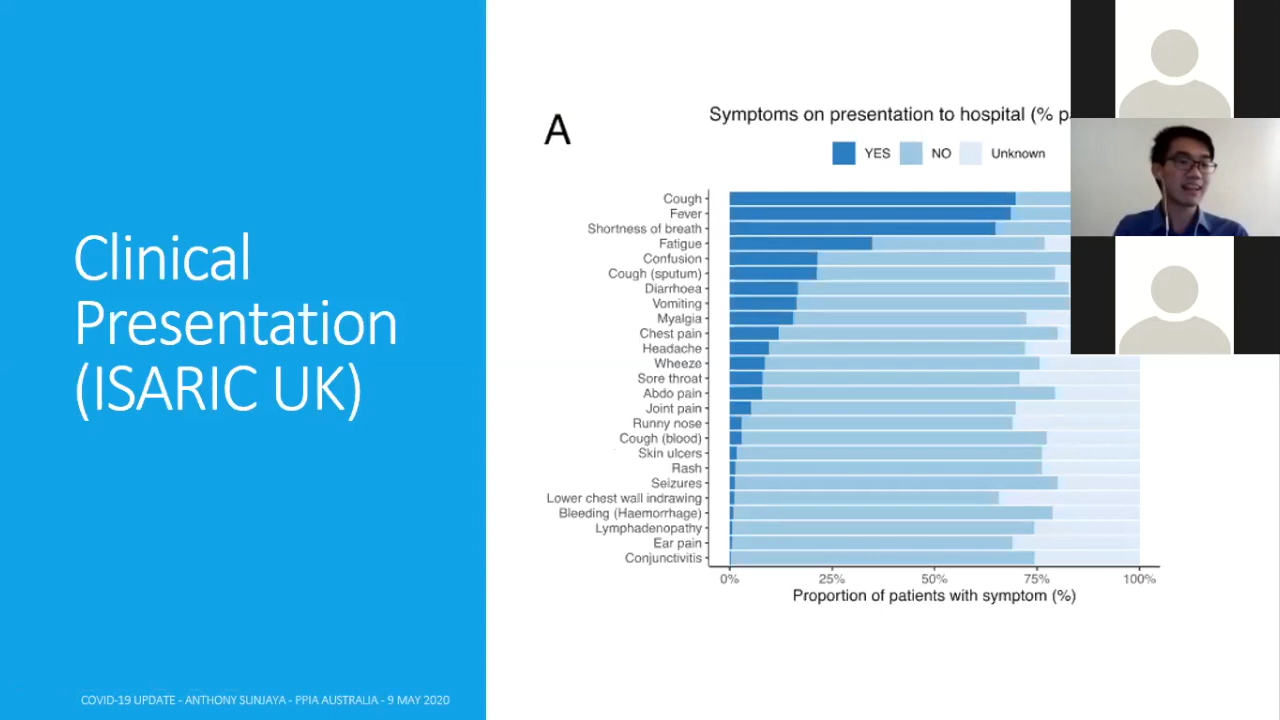 Clinical
Presentation
(ISARIC UK)
COVID-19 UPDATE - ANTHONY SUNJAYA - PPIA AUSTRALIA - 9 MAY 2020
A
Symptoms on presentation to hospital (% p
YES NO Unknown
Cough
Fever
Shortness of breath
Fatigue
Confusion
Cough (sputum)
Diarrhoea
Vomiting
Myalgia
Chest pain
Headache
Wheeze
Sore throat
Abdo pain
Joint pain
Runny nose
Cough (blood)
Skin ulcers
Rash
Seizures
Lower chest wall indrawing
Bleeding (Haemorrhage)
Lymphadenopathy
Ear pain
Conjunctivitis
0% 25% 50% 75% 100%
Proportion of patients with symptom (%)